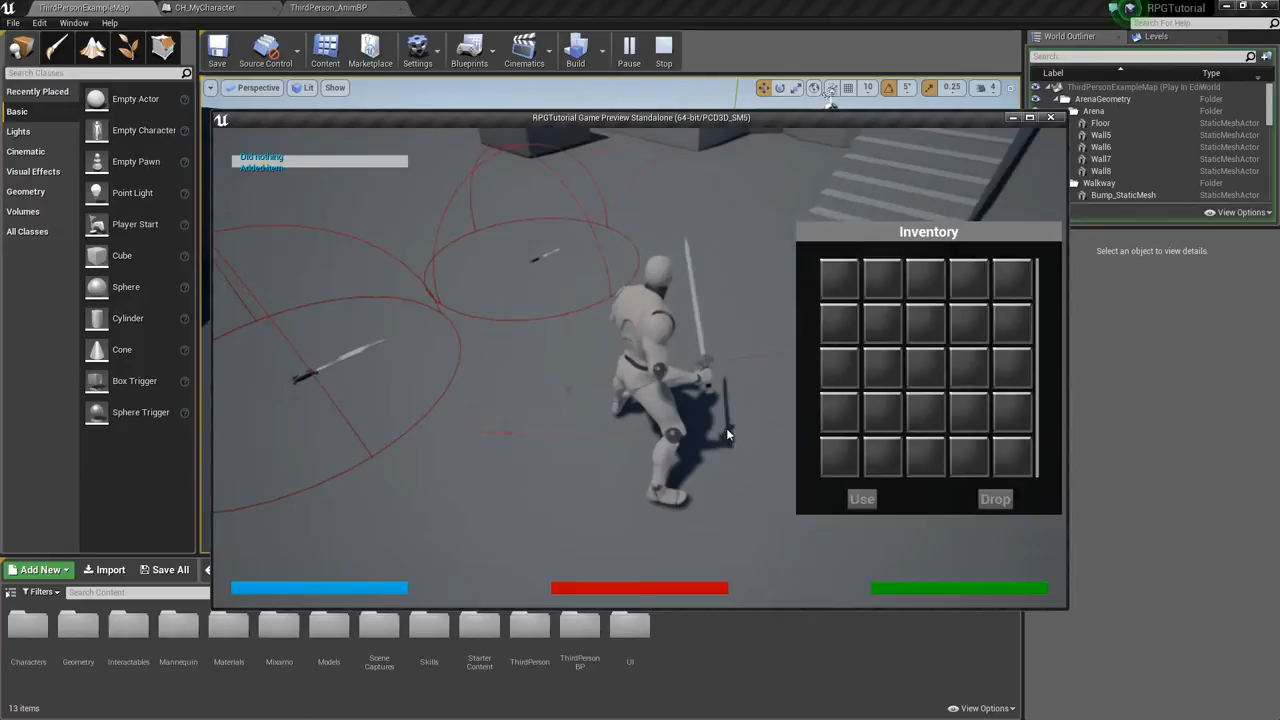 ThirdPersonExampleMap
CH_MyCharacter
ThirdPerson_AnimBP
RPGTutorial
File
Edit
Window
Help
Search For Help
Search Classes
Save
Source Control
Content
Marketplace
Settings
Blueprints
Cinematics
Build
Pause
Stop
World Outliner
Levels
Search...
Label
Type
ThirdPersonExampleMap (Play In Edi
World
ArenaGeometry
Folder
Arena
Folder
Floor
StaticMeshActor
Wall5
StaticMeshActor
Wall6
StaticMeshActor
Wall7
StaticMeshActor
Wall8
StaticMeshActor
Walkway
Folder
Bump_StaticMesh
StaticMeshActor
View Options
Select an object to view details.
Recently Placed
Basic
Lights
Cinematic
Visual Effects
Geometry
Volumes
All Classes
Empty Actor
Empty Character
Empty Pawn
Point Light
Player Start
Cube
Sphere
Cylinder
Cone
Box Trigger
Sphere Trigger
Perspective
Lit
Show
10
5°
0.25
4
RPGTutorial Game Preview Standalone (64-bit/PCD3D_SM5)
Did nothing
Added item
Inventory
Use
Drop
Add New
Import
Save All
Filters
Search Content
Characters
Geometry
Interactables
Mannequin
Materials
Mixamo
Models
Scene
Captures
Skills
Starter
Content
ThirdPerson
ThirdPerson
BP
UI
13 items
View Options